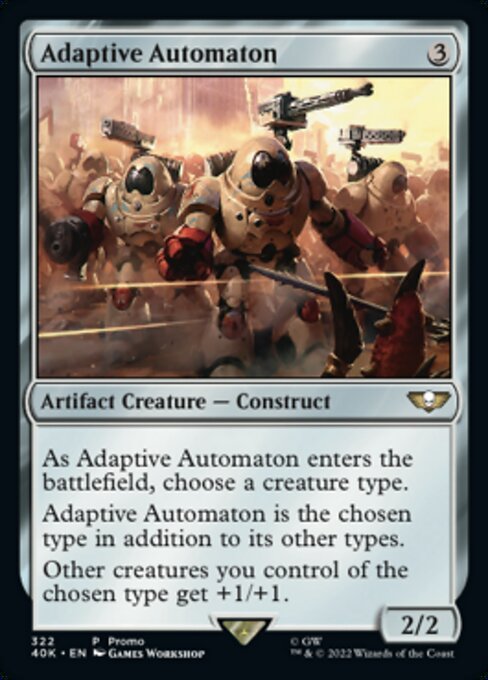 Adaptive Automaton 3
Artifact Creature — Construct
As Adaptive Automaton enters the
battlefield, choose a creature type.
Adaptive Automaton is the chosen
type in addition to its other types.
Other creatures you control of the
chosen type get +1/+1.
2/2
322 P Promo
40K • EN Games Workshop
© GW
™ & © 2022 Wizards of the Coast